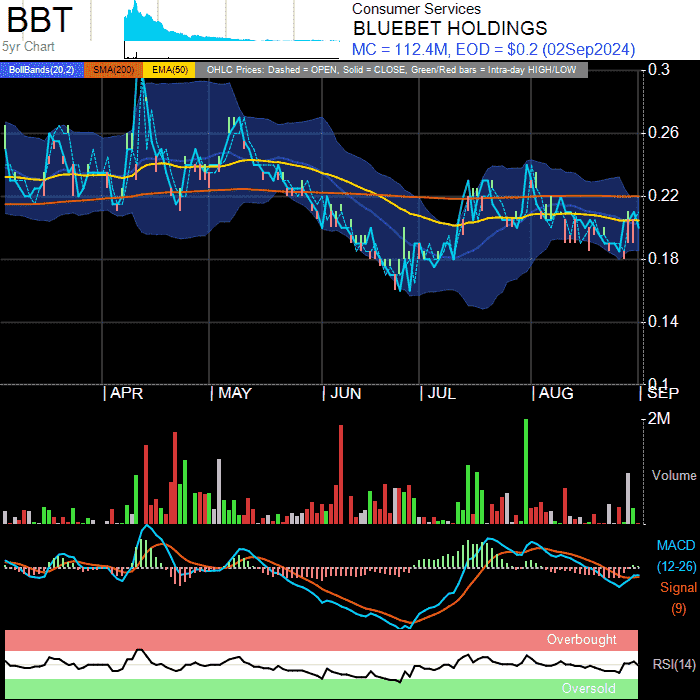 BBT
5yr Chart
Consumer Services
BLUEBET HOLDINGS
MC = 112.4M, EOD = $0.2 (02Sep2024)
BollBands(20,2) SMA(200) EMA(50) OHLC Prices: Dashed = OPEN, Solid = CLOSE, Green/Red bars = Intra-day HIGH/LOW
0.3
0.26
0.22
0.18
0.14
0.1
APR MAY JUN JUL AUG SEP
2M
Volume
MACD
(12-26)
Signal
(9)
Overbought
RSI(14)
Oversold